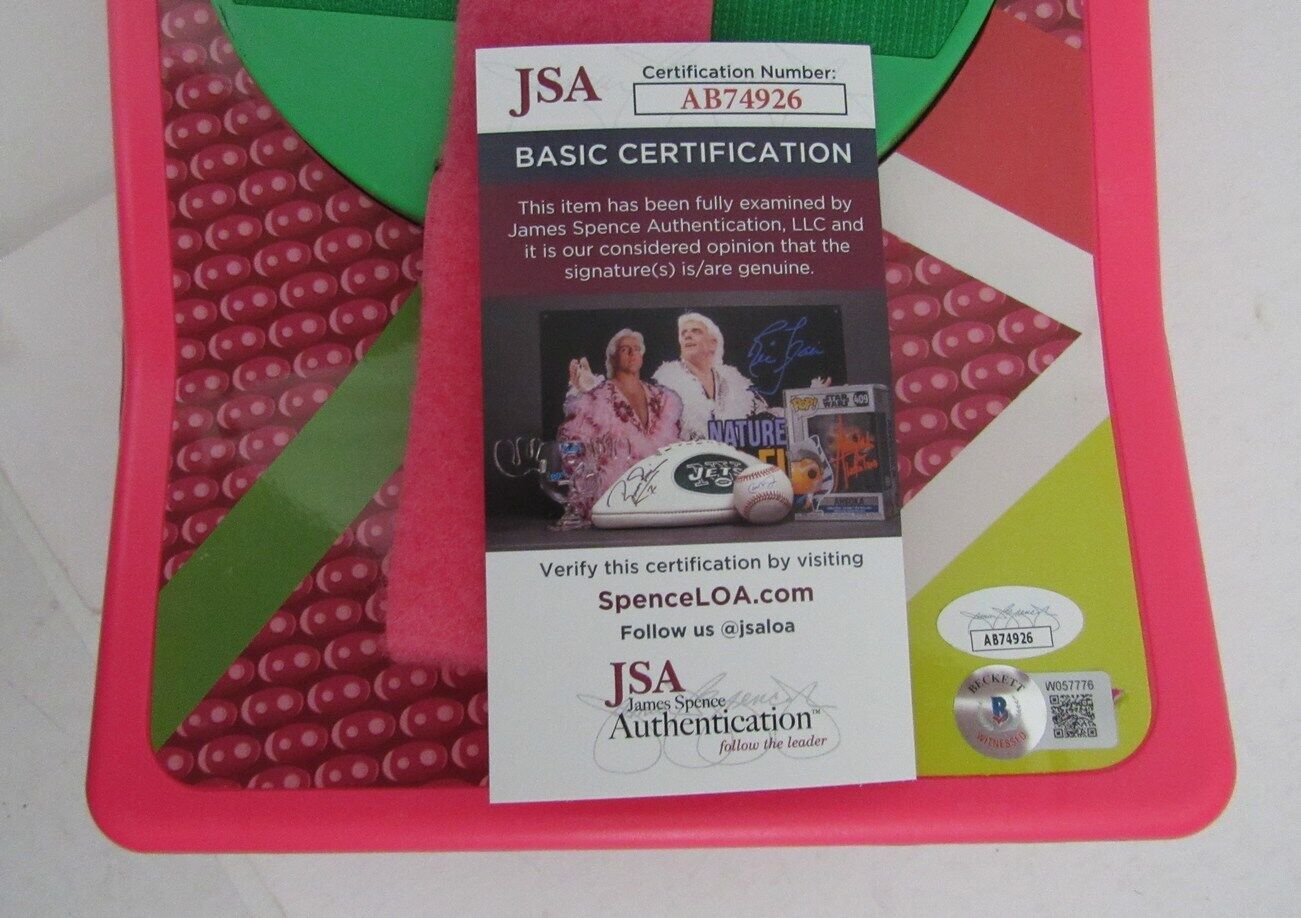 JSA
Certification Number:
AB74926
BASIC CERTIFICATION
This item has been fully examined by
James Spence Authentication, LLC and
it is our considered opinion that the
signature(s) is/are genuine.
NATURE
JETS
POP!
STAR WARS
409
AHSOKA
Verify this certification by visiting
SpenceLOA.com
Follow us @jsaloa
JSA
James Spence
Authentication™
follow the leader
AB74926
BECKETT
B
WITNESSED
W057776